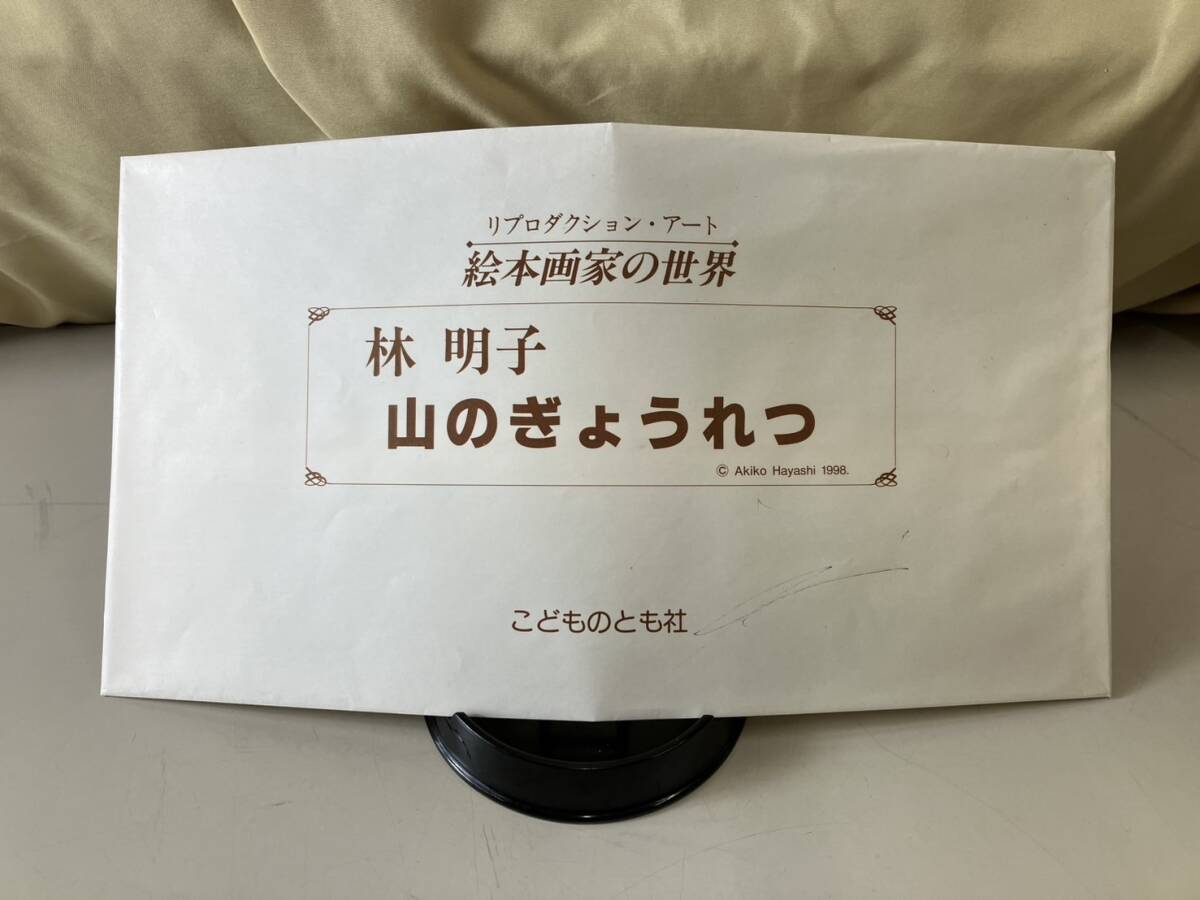 リプロダクション・アート
絵本画家の世界
林 明子
山のぎょうれつ
© Akiko Hayashi 1998.
こどものとも社